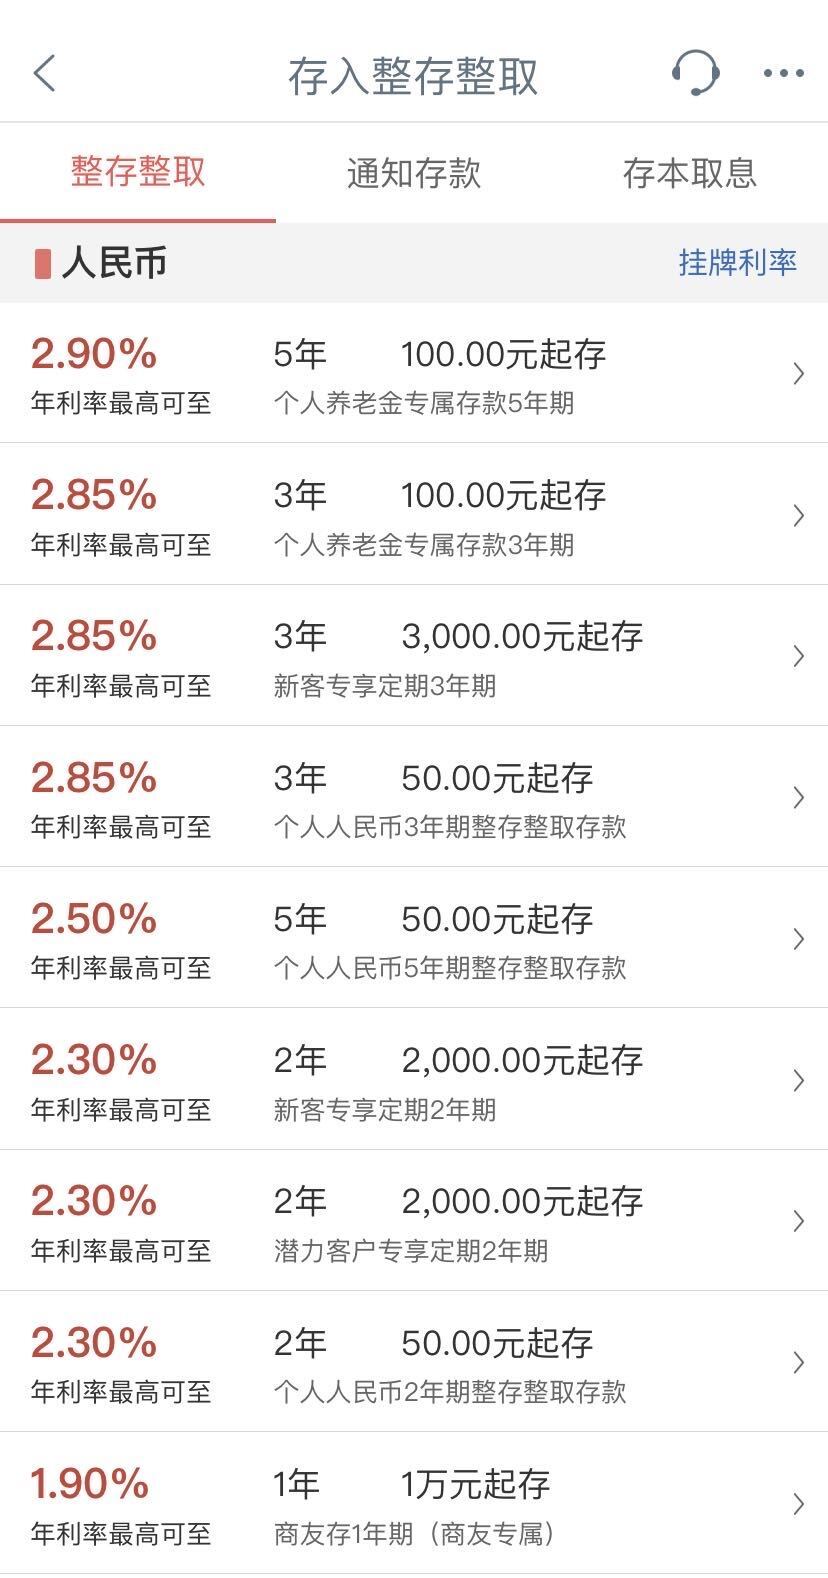 存入整存整取
整存整取 通知存款 存本取息
人民币 挂牌利率
2.90% 5年 100.00元起存
年利率最高可至 个人养老金专属存款5年期
2.85% 3年 100.00元起存
年利率最高可至 个人养老金专属存款3年期
2.85% 3年 3,000.00元起存
年利率最高可至 新客专享定期3年期
2.85% 3年 50.00元起存
年利率最高可至 个人人民币3年期整存整取存款
2.50% 5年 50.00元起存
年利率最高可至 个人人民币5年期整存整取存款
2.30% 2年 2,000.00元起存
年利率最高可至 新客专享定期2年期
2.30% 2年 2,000.00元起存
年利率最高可至 潜力客户专享定期2年期
2.30% 2年 50.00元起存
年利率最高可至 个人人民币2年期整存整取存款
1.90% 1年 1万元起存
年利率最高可至 商友存1年期（商友专属）